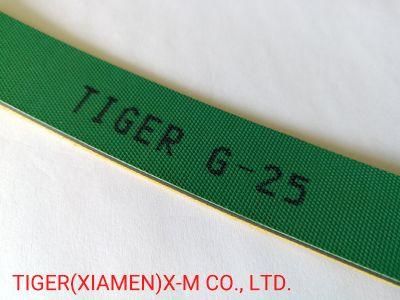 TIGER G-25
TIGER(XIAMEN)X-M CO., LTD.